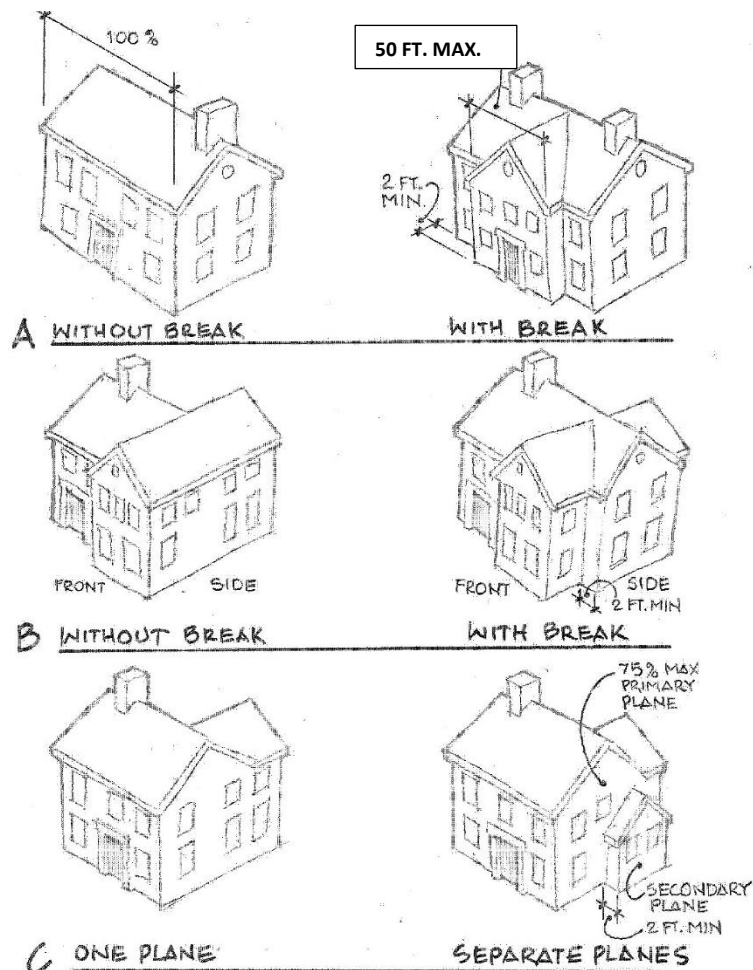 100%
50 FT. MAX.
2 FT.
MIN.
A WITHOUT BREAK
WITH BREAK
FRONT
SIDE
FRONT
SIDE
2 FT. MIN
B WITHOUT BREAK
WITH BREAK
75% MAX
PRIMARY
PLANE
SECONDARY
PLANE
2 FT. MIN
C ONE PLANE
SEPARATE PLANES